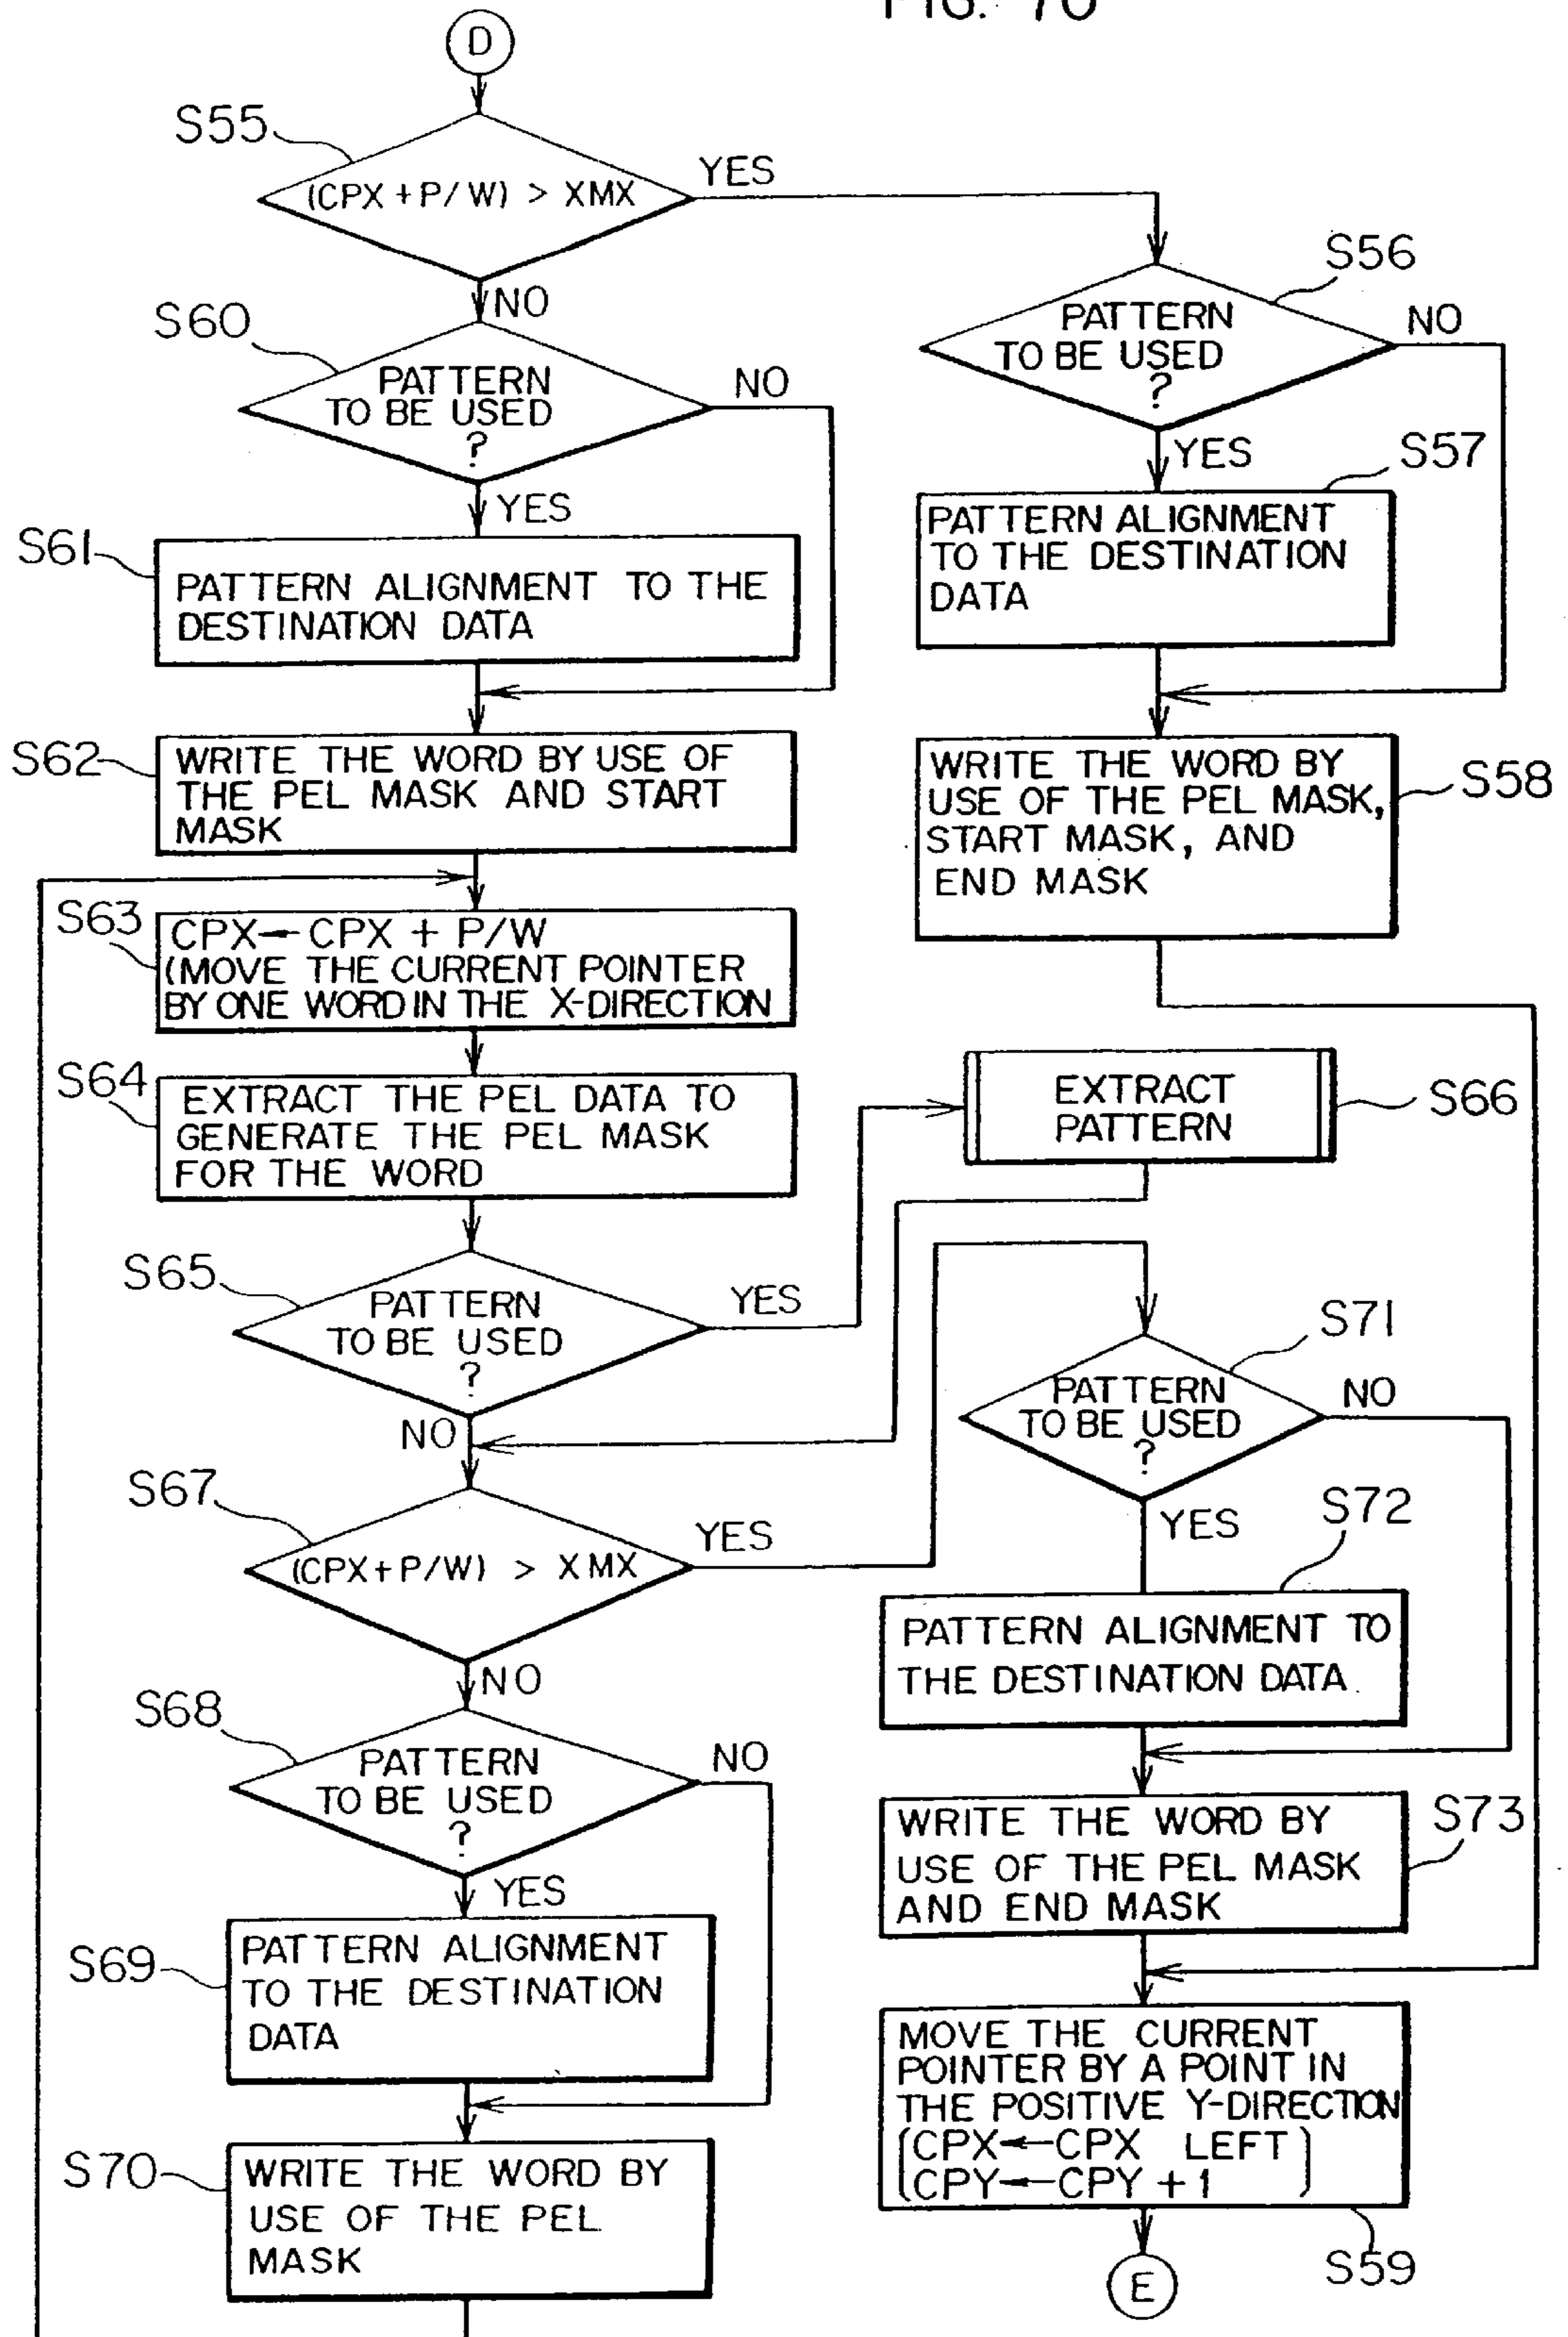 FIG. 70
D
S55
(CPX + P/W) > XMX
YES
NO
S56
PATTERN
TO BE USED
?
NO
YES
S60
PATTERN
TO BE USED
?
NO
YES
S57
PATTERN ALIGNMENT
TO THE DESTINATION
DATA
S61
PATTERN ALIGNMENT TO THE
DESTINATION DATA
S62
WRITE THE WORD BY USE OF
THE PEL MASK AND START
MASK
S58
WRITE THE WORD BY
USE OF THE PEL MASK,
START MASK, AND
END MASK
S63
CPX ← CPX + P/W
(MOVE THE CURRENT POINTER
BY ONE WORD IN THE X-DIRECTION
S64
EXTRACT THE PEL DATA TO
GENERATE THE PEL MASK
FOR THE WORD
S66
EXTRACT
PATTERN
S65
PATTERN
TO BE USED
?
YES
NO
S71
PATTERN
TO BE USED
?
NO
YES
S67
(CPX + P/W) > XMX
YES
NO
S72
PATTERN ALIGNMENT TO
THE DESTINATION DATA
S68
PATTERN
TO BE USED
?
NO
YES
S73
WRITE THE WORD BY
USE OF THE PEL MASK
AND END MASK
S69
PATTERN ALIGNMENT
TO THE DESTINATION
DATA
S70
WRITE THE WORD BY
USE OF THE PEL
MASK
MOVE THE CURRENT
POINTER BY A POINT IN
THE POSITIVE Y-DIRECTION
(CPX ← CPX LEFT)
(CPY ← CPY + 1)
S59
E